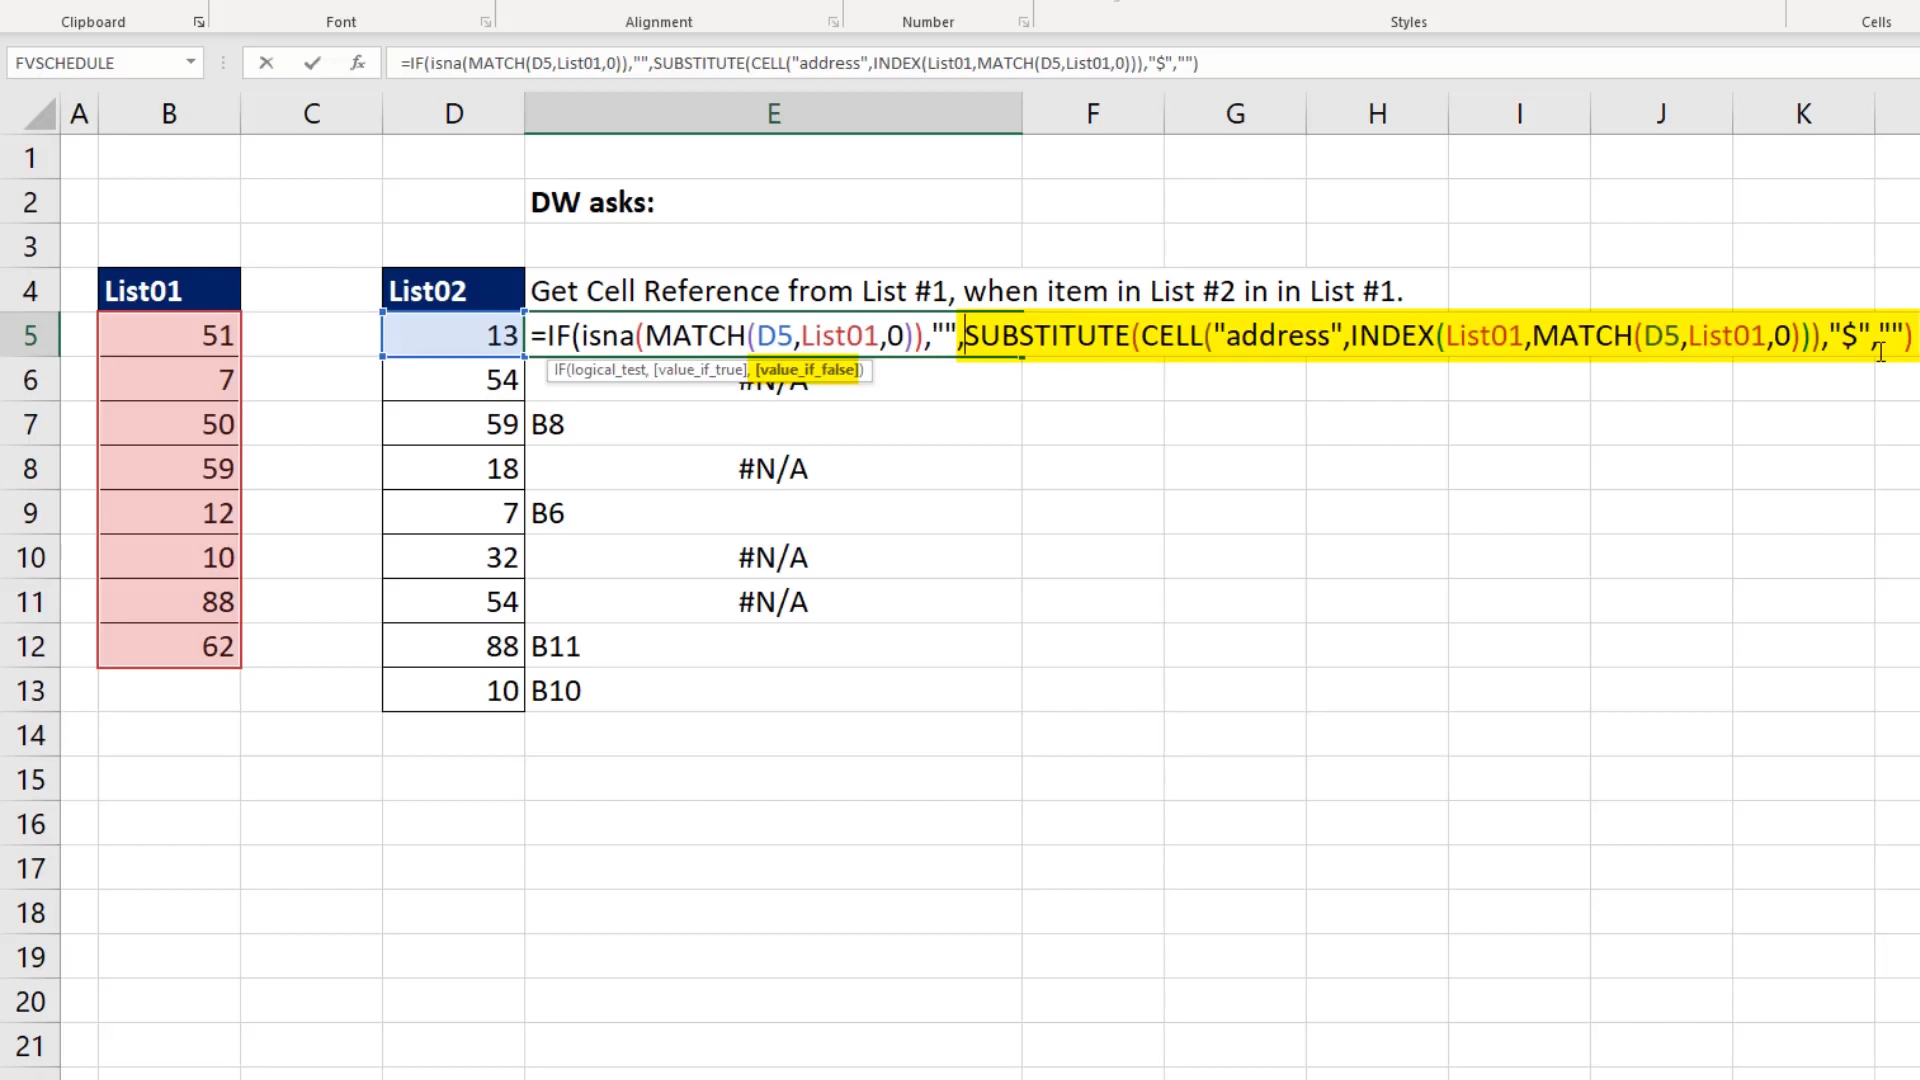 Clipboard Font Alignment Number Styles Cells
FVSCHEDULE fx =IF(isna(MATCH(D5,List01,0)),"",SUBSTITUTE(CELL("address",INDEX(List01,MATCH(D5,List01,0))),"$","")
A B C D E F G H I J K
1
2 DW asks:
3
4 List01 List02 Get Cell Reference from List #1, when item in List #2 in in List #1.
5 51 13 =IF(isna(MATCH(D5,List01,0)),"",SUBSTITUTE(CELL("address",INDEX(List01,MATCH(D5,List01,0))),"$","")
IF(logical_test, [value_if_true], [value_if_false])
6 7 54 #N/A
7 50 59 B8
8 59 18 #N/A
9 12 7 B6
10 10 32 #N/A
11 88 54 #N/A
12 62 88 B11
13 10 B10
14
15
16
17
18
19
20
21